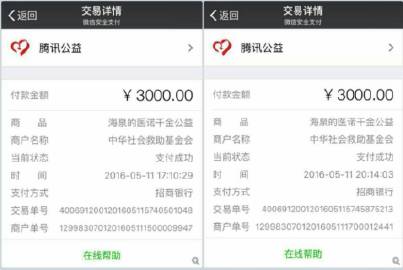 返回
交易详情
微信安全支付
腾讯公益
付款金额 ¥ 3000.00
商 品 海泉的医诺千金公益
商户名称 中华社会救助基金会
当前状态 支付成功
时 间 2016-05-11 17:10:29
支付方式 招商银行
交易单号 4006912001201605115740501048
商户单号 1299830701201605111500009947
在线帮助
返回
交易详情
微信安全支付
腾讯公益
付款金额 ¥ 3000.00
商 品 海泉的医诺千金公益
商户名称 中华社会救助基金会
当前状态 支付成功
时 间 2016-05-11 20:14:03
支付方式 招商银行
交易单号 4006912001201605115745875213
商户单号 1299830701201605111700012441
在线帮助